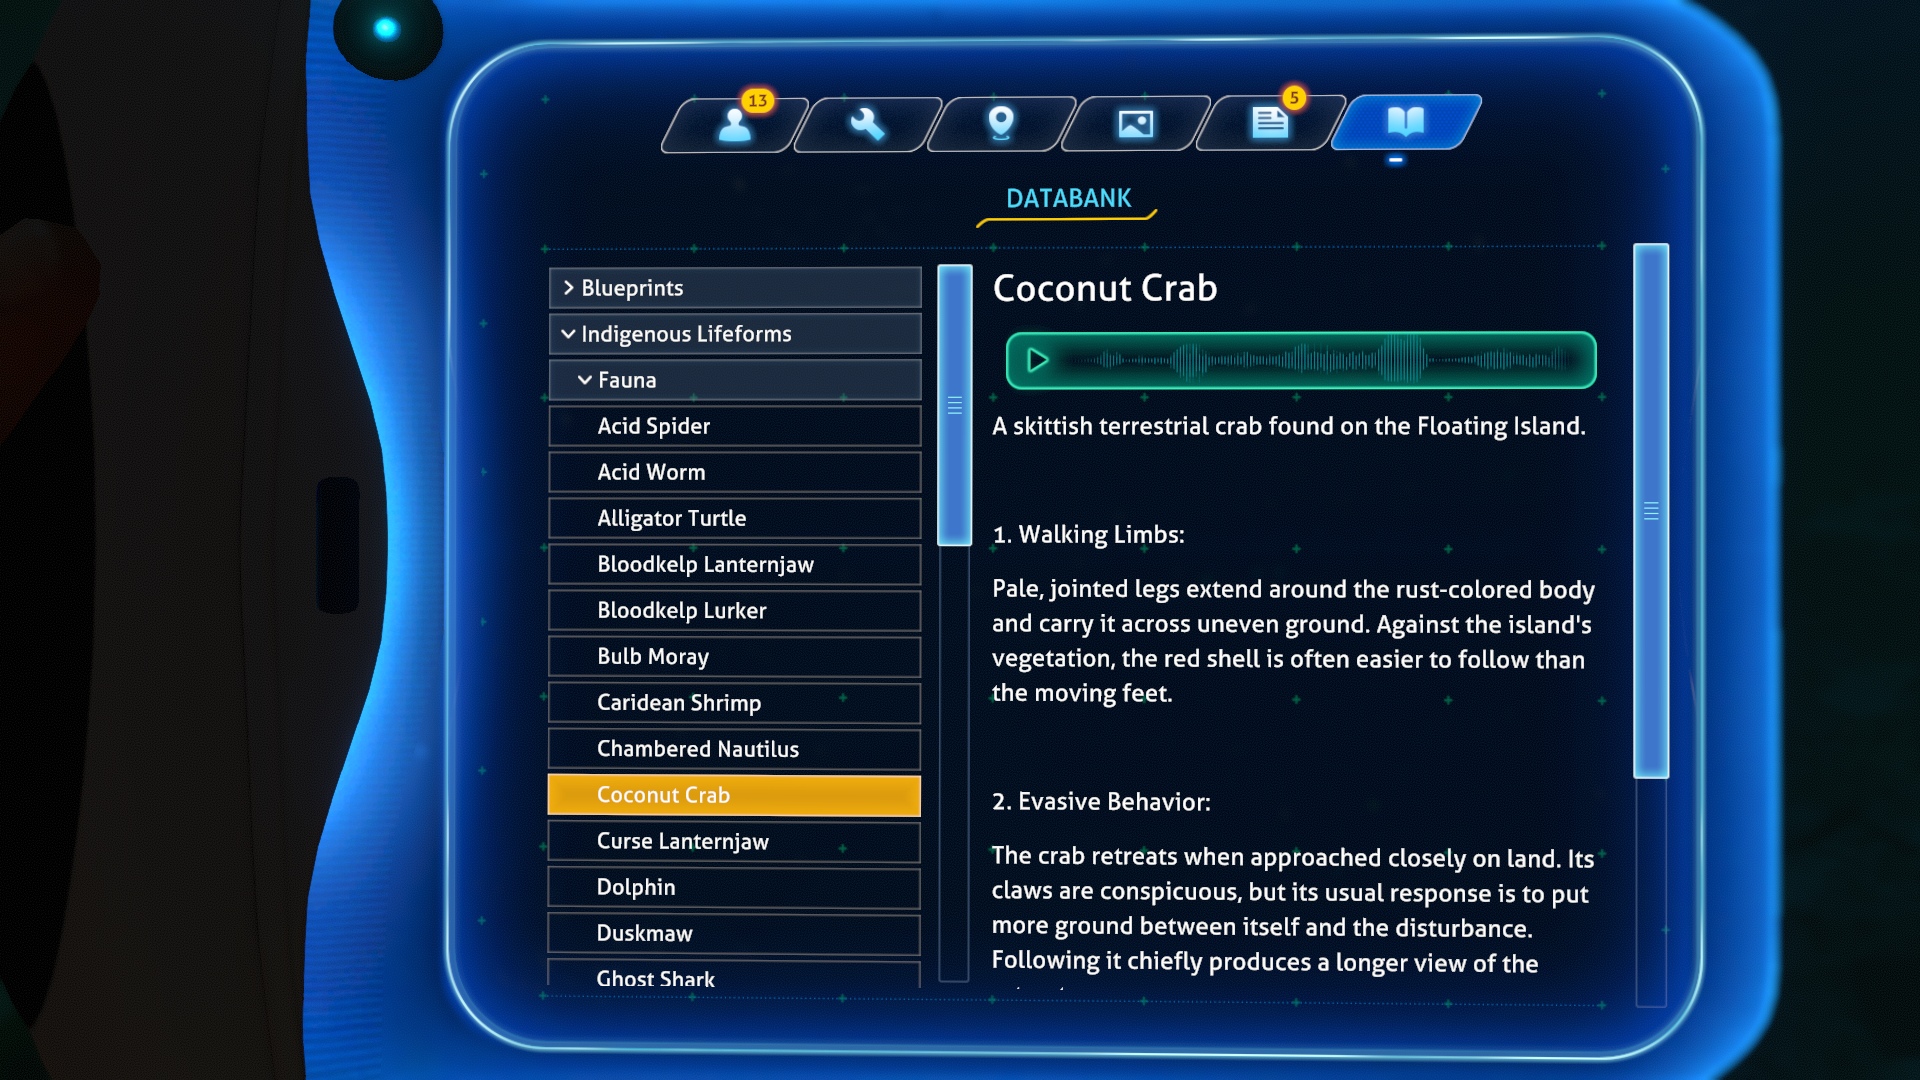 13
5
DATABANK
Blueprints
Indigenous Lifeforms
Fauna
Acid Spider
Acid Worm
Alligator Turtle
Bloodkelp Lanternjaw
Bloodkelp Lurker
Bulb Moray
Caridean Shrimp
Chambered Nautilus
Coconut Crab
Curse Lanternjaw
Dolphin
Duskmaw
Ghost Shark
Coconut Crab
A skittish terrestrial crab found on the Floating Island.
1. Walking Limbs:
Pale, jointed legs extend around the rust-colored body
and carry it across uneven ground. Against the island's
vegetation, the red shell is often easier to follow than
the moving feet.
2. Evasive Behavior:
The crab retreats when approached closely on land. Its
claws are conspicuous, but its usual response is to put
more ground between itself and the disturbance.
Following it chiefly produces a longer view of the